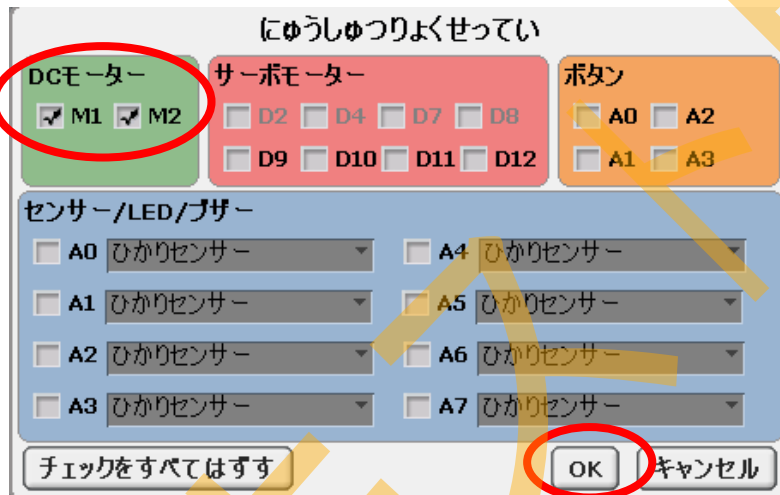 にゅうしゅつりょくせってい
DCモーター サーボモーター ボタン
M1 M2 D2 D4 D7 D8 A0 A2
D9 D10 D11 D12 A1 A3
センサー/LED/ブザー
A0 ひかりセンサー A4 ひかりセンサー
A1 ひかりセンサー A5 ひかりセンサー
A2 ひかりセンサー A6 ひかりセンサー
A3 ひかりセンサー A7 ひかりセンサー
チェックをすべてはずす OK キャンセル